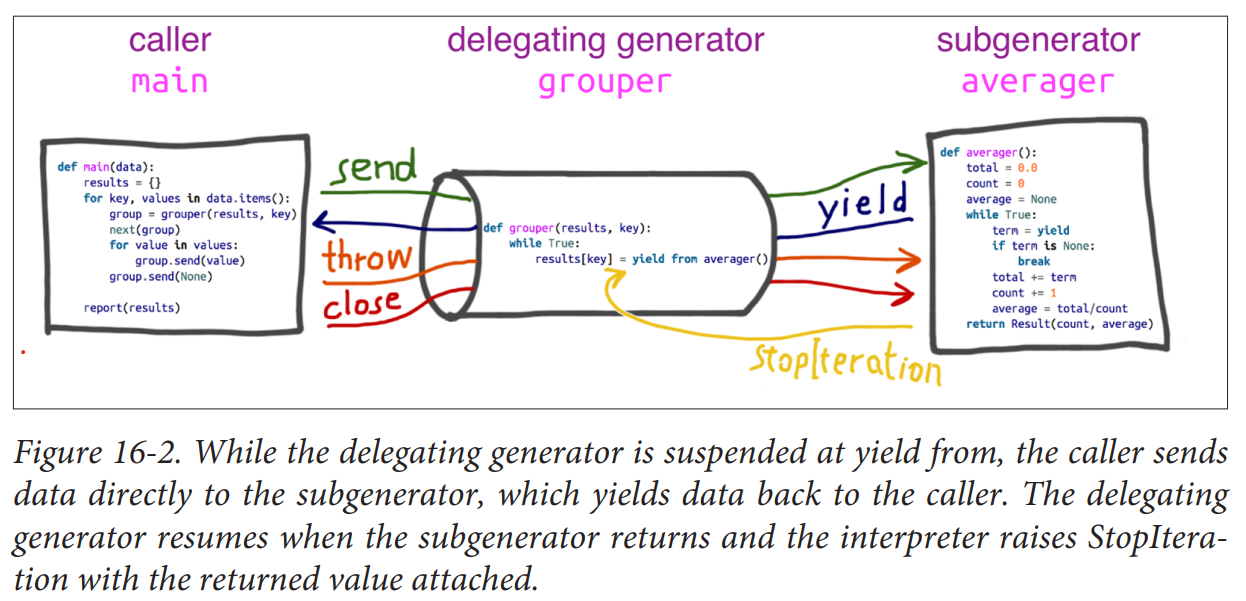 caller
main
delegating generator
grouper
subgenerator
averager
def main(data):
    results = {}
    for key, values in data.items():
        group = grouper(results, key)
        next(group)
        for value in values:
            group.send(value)
        group.send(None)
    report(results)
send
throw
close
def grouper(results, key):
    while True:
        results[key] = yield from averager()
yield
StopIteration
def averager():
    total = 0.0
    count = 0
    average = None
    while True:
        term = yield
        if term is None:
            break
        total += term
        count += 1
        average = total/count
    return Result(count, average)
Figure 16-2. While the delegating generator is suspended at yield from, the caller sends
data directly to the subgenerator, which yields data back to the caller. The delegating
generator resumes when the subgenerator returns and the interpreter raises StopItera-
tion with the returned value attached.